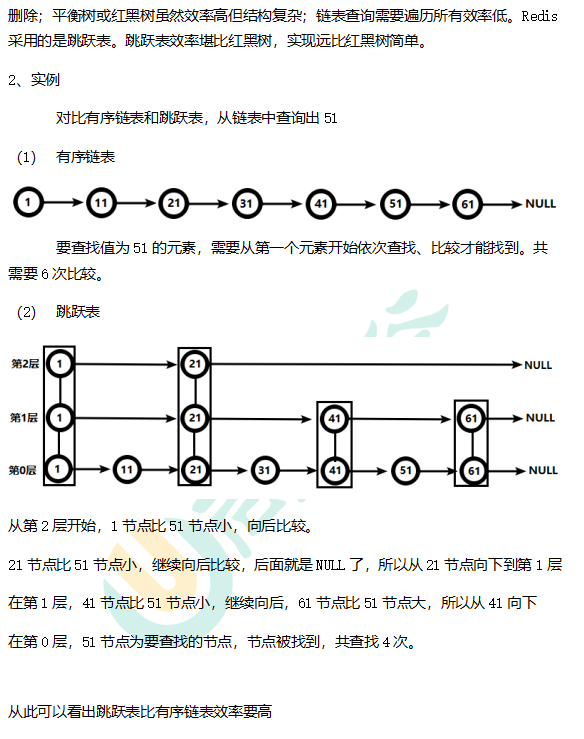 删除；平衡树或红黑树虽然效率高但结构复杂；链表查询需要遍历所有效率低。Redis
采用的是跳跃表。跳跃表效率堪比红黑树，实现远比红黑树简单。
2、实例
对比有序链表和跳跃表，从链表中查询出 51
(1) 有序链表
1 11 21 31 41 51 61 NULL
要查找值为 51 的元素，需要从第一个元素开始依次查找、比较才能找到。共
需要 6 次比较。
(2) 跳跃表
第2层 1 21 NULL
第1层 1 21 41 61 NULL
第0层 1 11 21 31 41 51 61 NULL
从第 2 层开始，1 节点比 51 节点小，向后比较。
21 节点比 51 节点小，继续向后比较，后面就是 NULL 了，所以从 21 节点向下到第 1 层
在第 1 层，41 节点比 51 节点小，继续向后，61 节点比 51 节点大，所以从 41 向下
在第 0 层，51 节点为要查找的节点，节点被找到，共查找 4 次。
从此可以看出跳跃表比有序链表效率要高